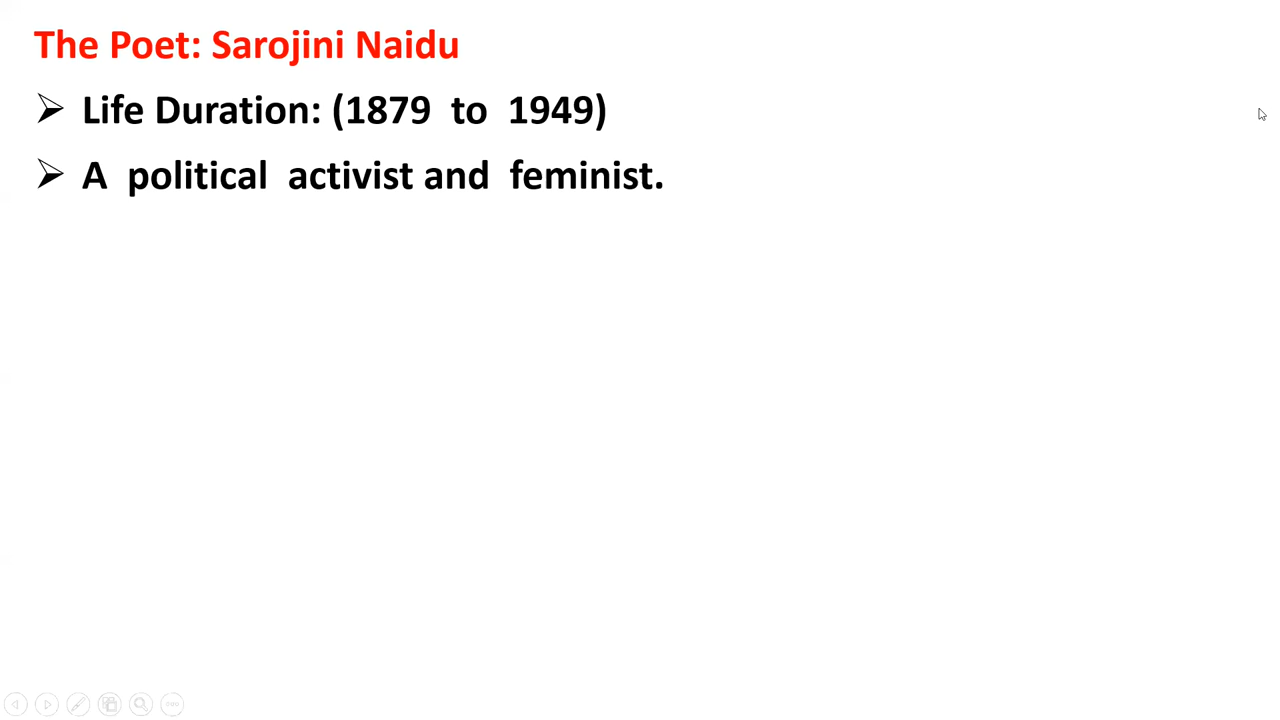 The Poet: Sarojini Naidu
➢ Life Duration: (1879 to 1949)
➢ A political activist and feminist.